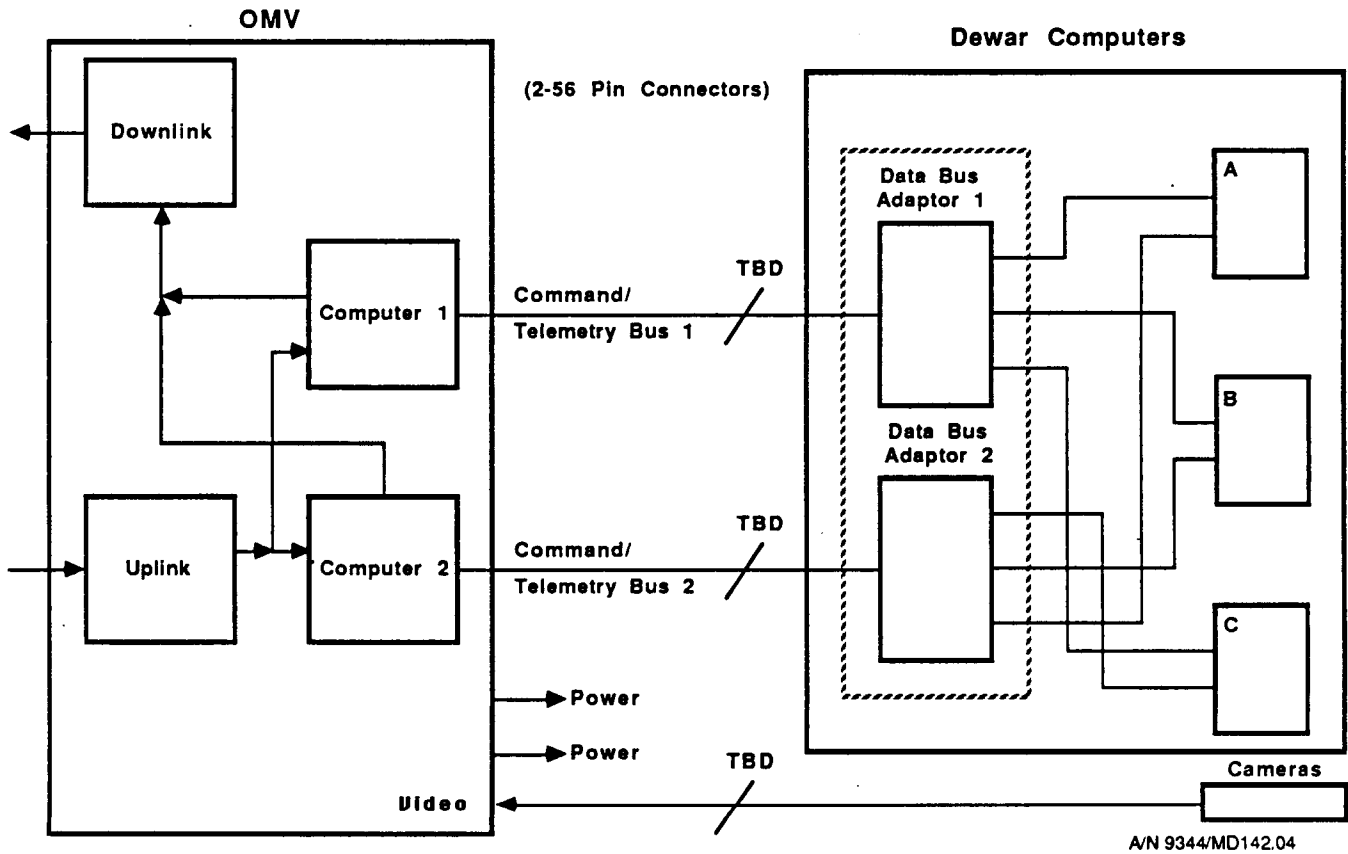 OMV
Dewar Computers
(2-56 Pin Connectors)
Downlink
Data Bus
Adaptor 1
A
TBD
Command/
Telemetry Bus 1
Computer 1
B
Data Bus
Adaptor 2
TBD
Command/
Telemetry Bus 2
Uplink
Computer 2
C
Power
Power
TBD
Cameras
Video
A/N 9344/MD142.04